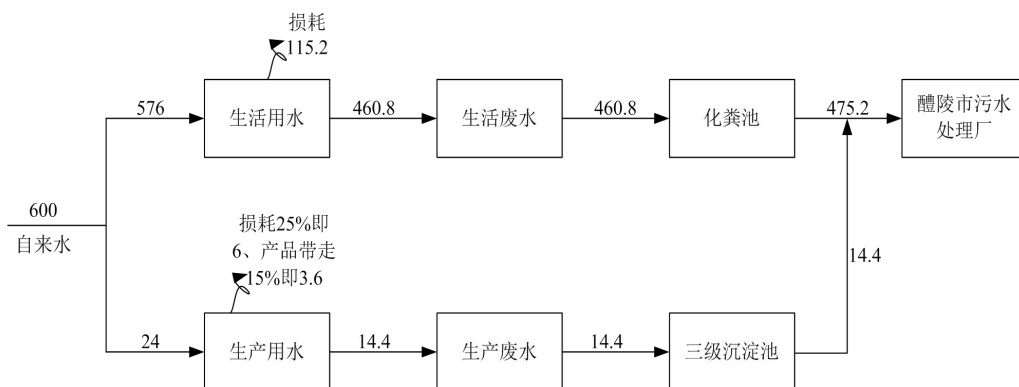 损耗
115.2
576
生活用水
460.8
生活废水
460.8
化粪池
475.2
醴陵市污水
处理厂
600
自来水
损耗25%即
6、产品带走
15%即3.6
14.4
24
生产用水
14.4
生产废水
14.4
三级沉淀池